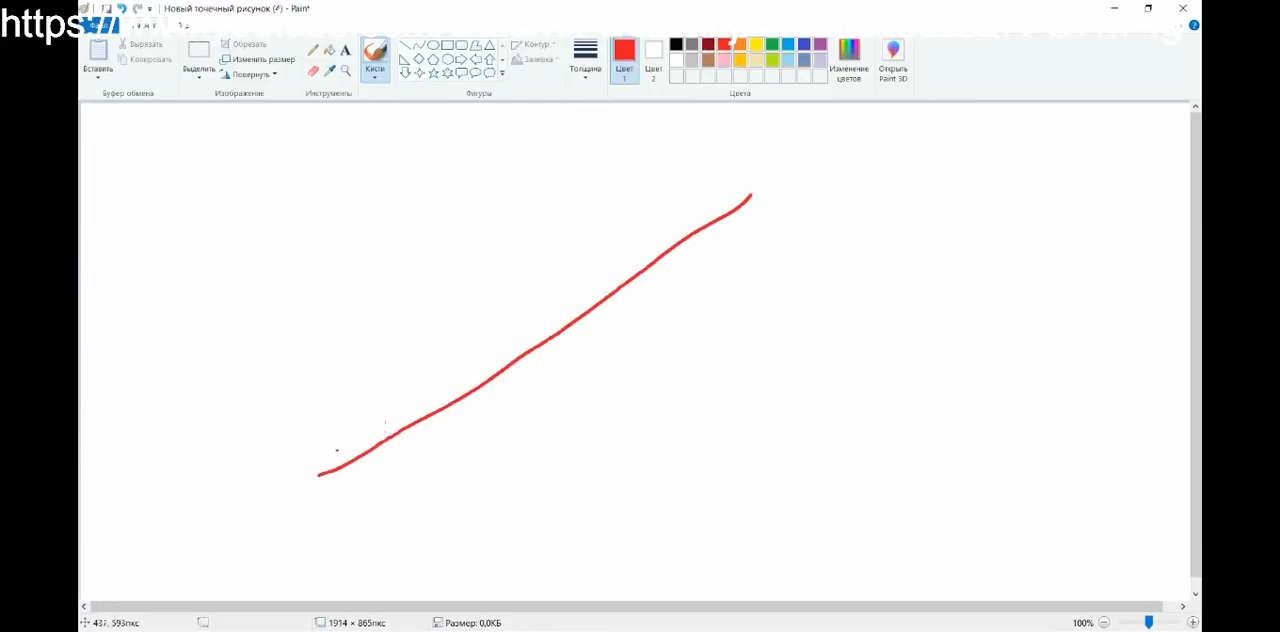 Новый точечный рисунок (4) - Paint
https://
Вставить
Вырезать
Копировать
Буфер обмена
Выделить
Обрезать
Изменить размер
Повернуть
Изображение
Инструменты
Кисти
Контур
Заливка
Фигуры
Толщина
Цвет 1
Цвет 2
Цвета
Изменение цветов
Открыть Paint 3D
1914 × 865пкс
Размер: 0,0КБ
100%